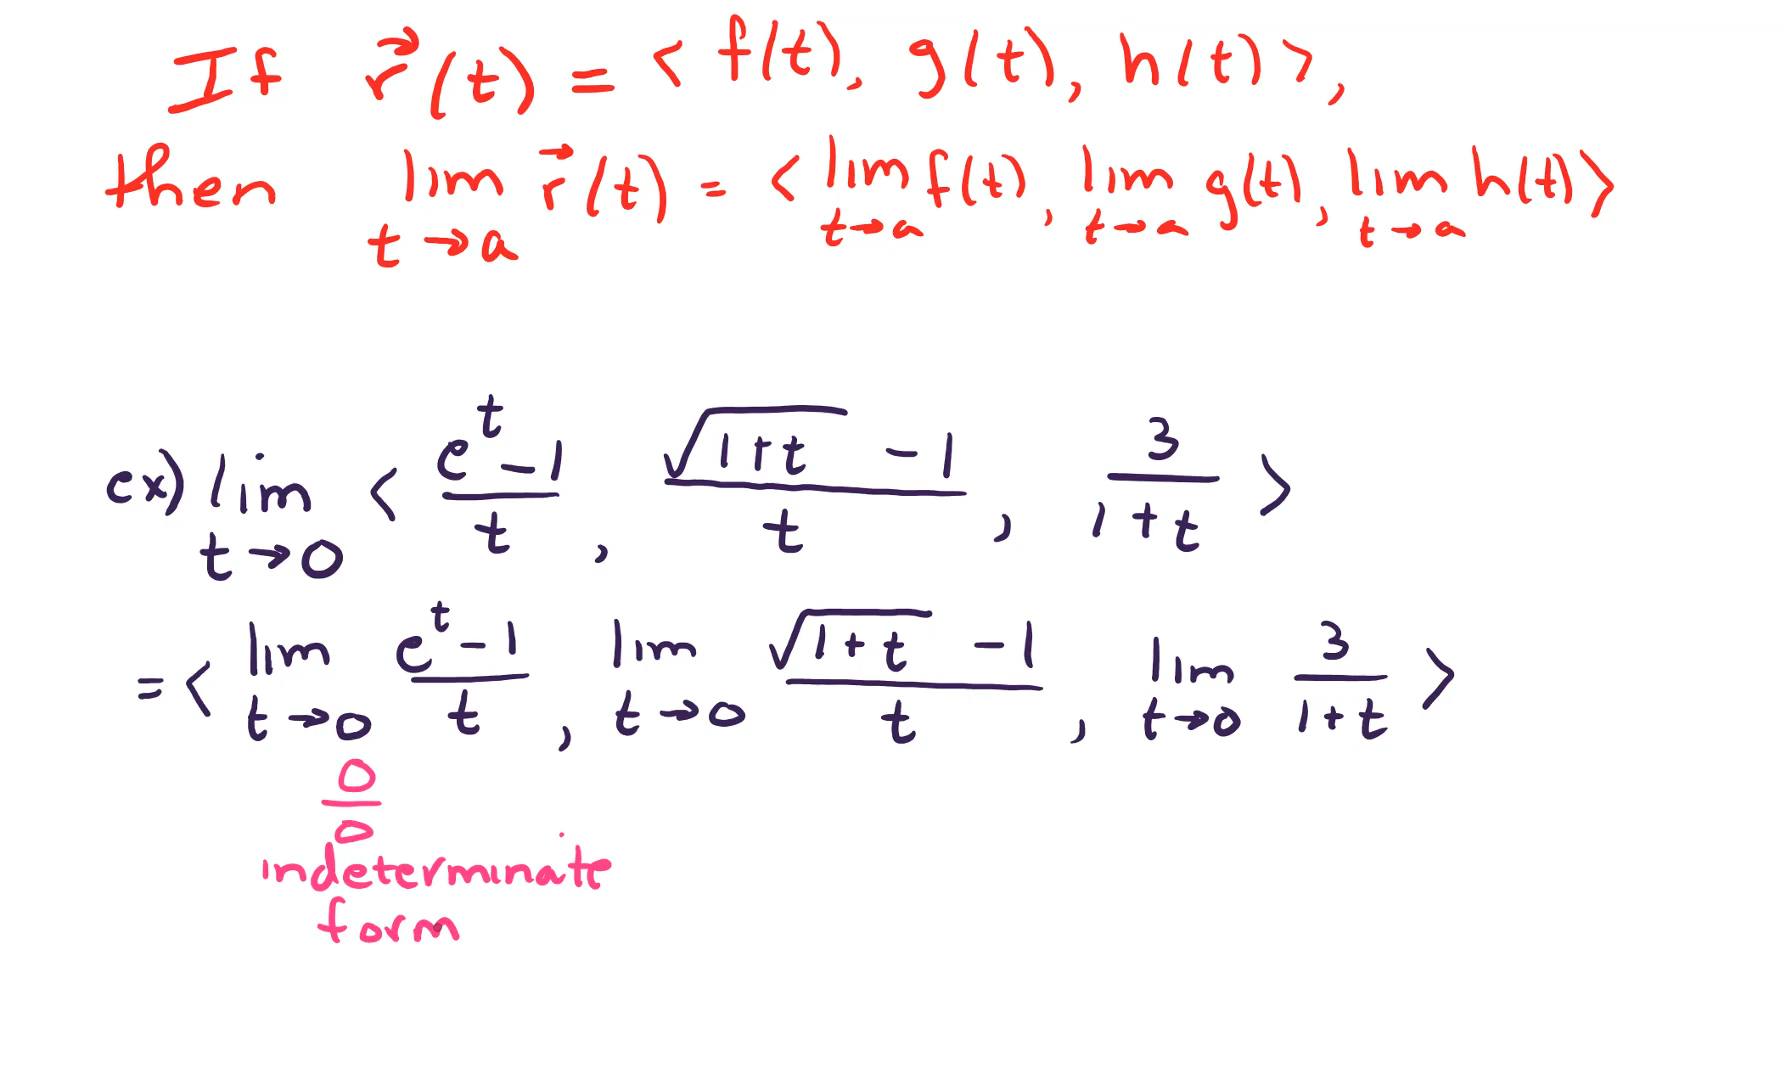 If r⃗(t) = < f(t), g(t), h(t) >,
then lim t→a r⃗(t) = < lim t→a f(t), lim t→a g(t), lim t→a h(t) >
ex) lim t→0 < (e^t - 1)/t, (√(1+t) - 1)/t, 3/(1+t) >
= < lim t→0 (e^t - 1)/t, lim t→0 (√(1+t) - 1)/t, lim t→0 3/(1+t) >
0/0
indeterminate
form